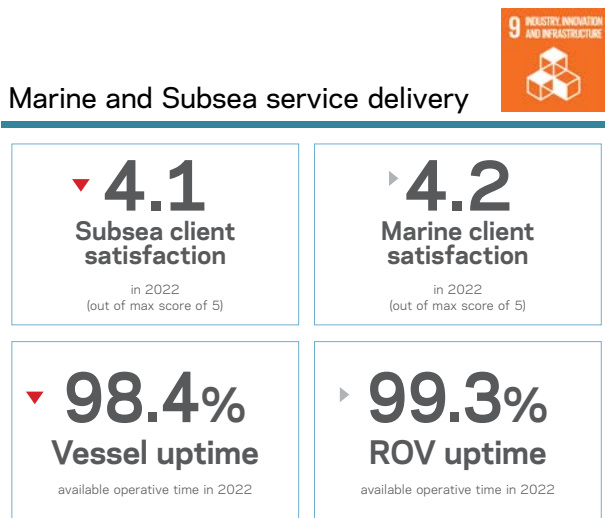 9 INDUSTRY, INNOVATION
AND INFRASTRUCTURE
Marine and Subsea service delivery
4.1
Subsea client
satisfaction
in 2022
(out of max score of 5)
4.2
Marine client
satisfaction
in 2022
(out of max score of 5)
98.4%
Vessel uptime
available operative time in 2022
99.3%
ROV uptime
available operative time in 2022